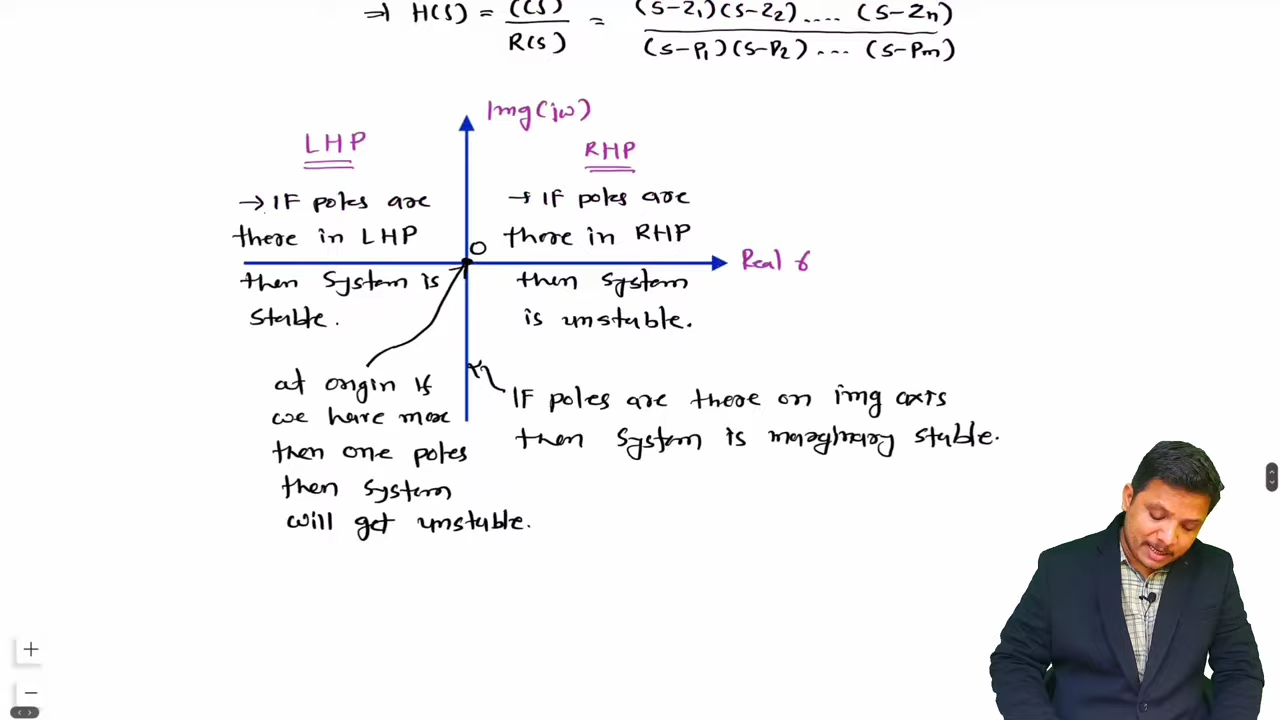 ⇒ H(s) = C(s) / R(s) = (s-z1)(s-z2).... (s-zn) / (s-p1)(s-p2).... (s-pm)
Img(jω)
LHP
RHP
→ IF poles are
there in LHP
then system is
stable.
→ IF poles are
there in RHP
then system
is unstable.
O
Real σ
at origin if
we have more
then one poles
then system
will get unstable.
IF poles are there on img axis
then system is marginary stable.